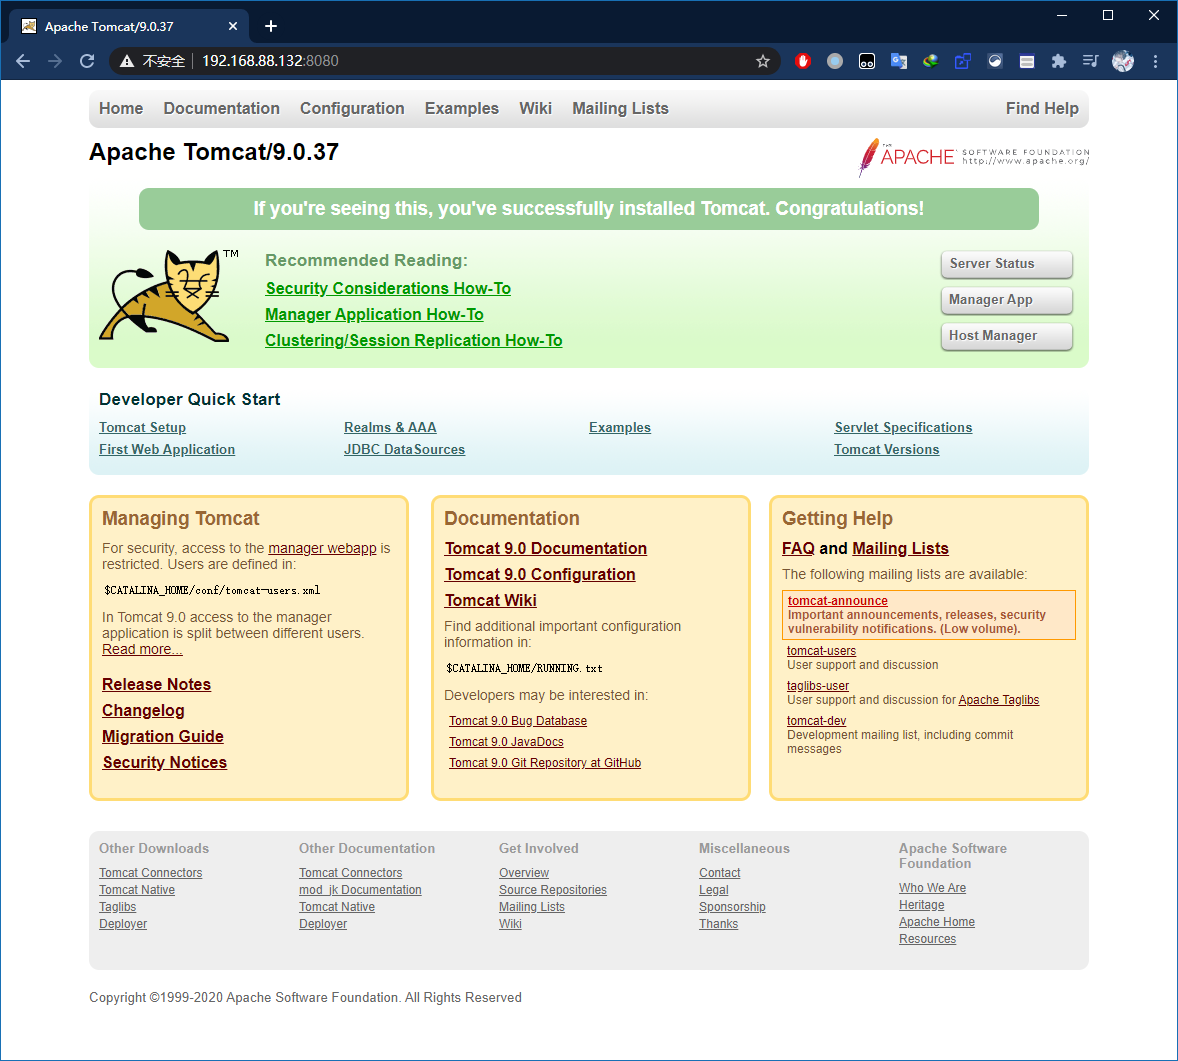 Apache Tomcat/9.0.37
不安全 192.168.88.132:8080
Home Documentation Configuration Examples Wiki Mailing Lists Find Help
Apache Tomcat/9.0.37
THE APACHE SOFTWARE FOUNDATION
http://www.apache.org/
If you're seeing this, you've successfully installed Tomcat. Congratulations!
TM
Recommended Reading:
Security Considerations How-To
Manager Application How-To
Clustering/Session Replication How-To
Server Status
Manager App
Host Manager
Developer Quick Start
Tomcat Setup
First Web Application
Realms & AAA
JDBC DataSources
Examples
Servlet Specifications
Tomcat Versions
Managing Tomcat
For security, access to the manager webapp is
restricted. Users are defined in:
$CATALINA_HOME/conf/tomcat-users.xml
In Tomcat 9.0 access to the manager
application is split between different users.
Read more...
Release Notes
Changelog
Migration Guide
Security Notices
Documentation
Tomcat 9.0 Documentation
Tomcat 9.0 Configuration
Tomcat Wiki
Find additional important configuration
information in:
$CATALINA_HOME/RUNNING.txt
Developers may be interested in:
Tomcat 9.0 Bug Database
Tomcat 9.0 JavaDocs
Tomcat 9.0 Git Repository at GitHub
Getting Help
FAQ and Mailing Lists
The following mailing lists are available:
tomcat-announce
Important announcements, releases, security
vulnerability notifications. (Low volume).
tomcat-users
User support and discussion
taglibs-user
User support and discussion for Apache Taglibs
tomcat-dev
Development mailing list, including commit
messages
Other Downloads
Tomcat Connectors
Tomcat Native
Taglibs
Deployer
Other Documentation
Tomcat Connectors
mod_jk Documentation
Tomcat Native
Deployer
Get Involved
Overview
Source Repositories
Mailing Lists
Wiki
Miscellaneous
Contact
Legal
Sponsorship
Thanks
Apache Software
Foundation
Who We Are
Heritage
Apache Home
Resources
Copyright ©1999-2020 Apache Software Foundation. All Rights Reserved